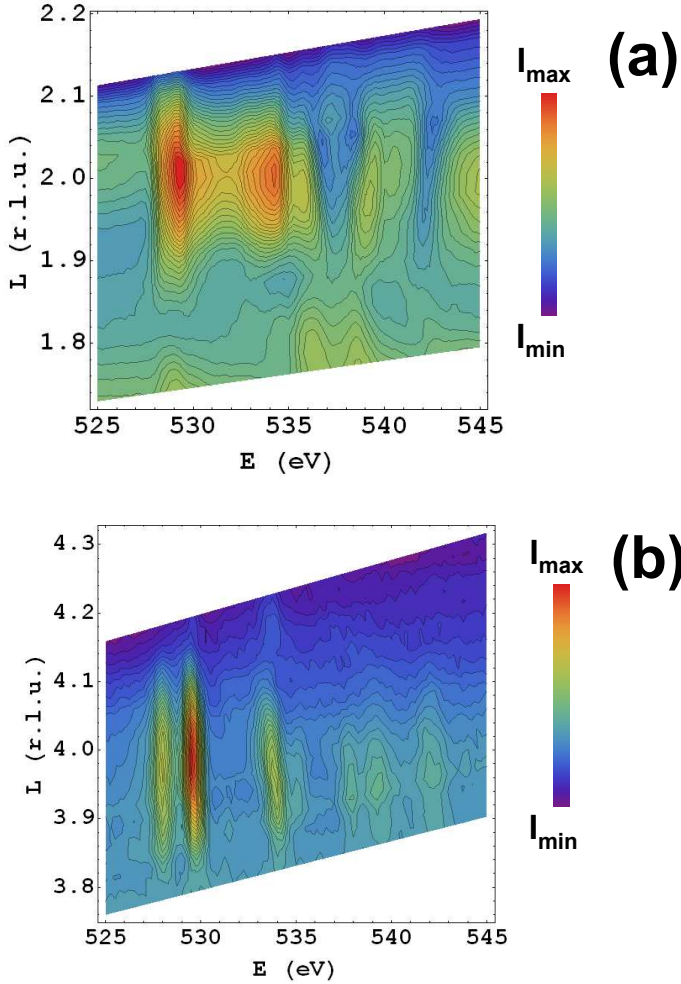 2.2
2.1
2.0
1.9
1.8
L (r.l.u.)
525 530 535 540 545
E (eV)
Imax
Imin
(a)
4.3
4.2
4.1
4.0
3.9
3.8
L (r.l.u.)
525 530 535 540 545
E (eV)
Imax
Imin
(b)